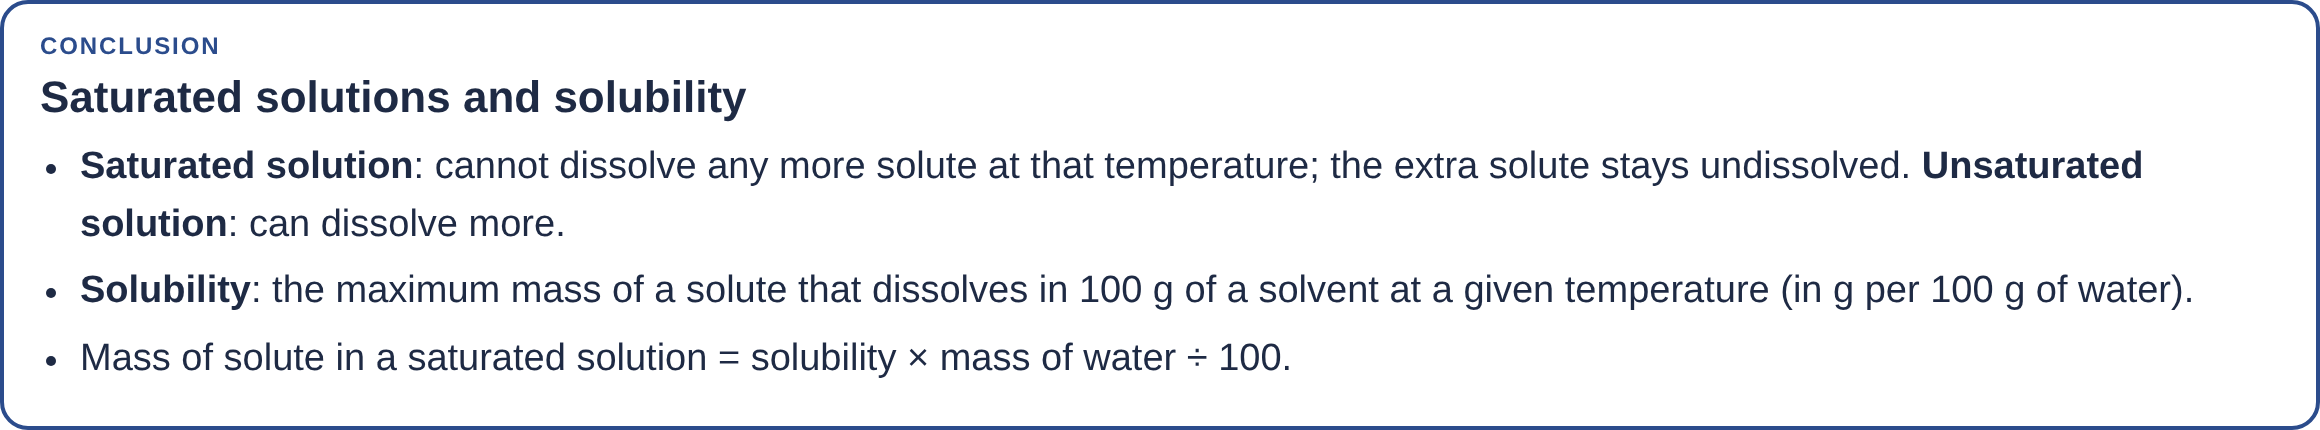 CONCLUSION
Saturated solutions and solubility
• Saturated solution: cannot dissolve any more solute at that temperature; the extra solute stays undissolved. Unsaturated
solution: can dissolve more.
• Solubility: the maximum mass of a solute that dissolves in 100 g of a solvent at a given temperature (in g per 100 g of water).
• Mass of solute in a saturated solution = solubility × mass of water ÷ 100.